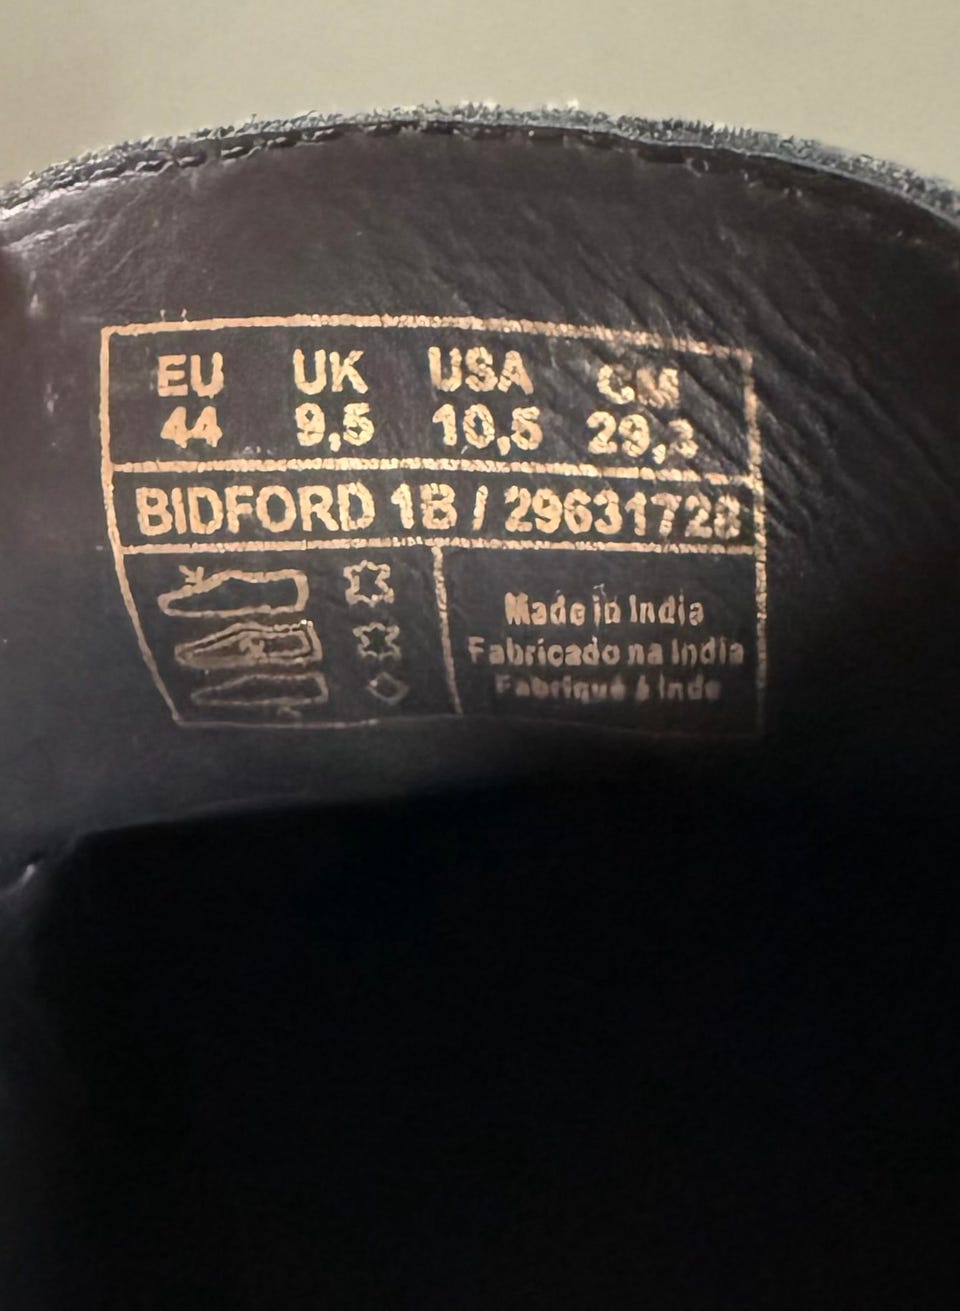 EU UK USA CM
44 9,5 10,5 29,3
BIDFORD 1B / 29631728
Made in India
Fabricado na India
Fabriqué à Inde